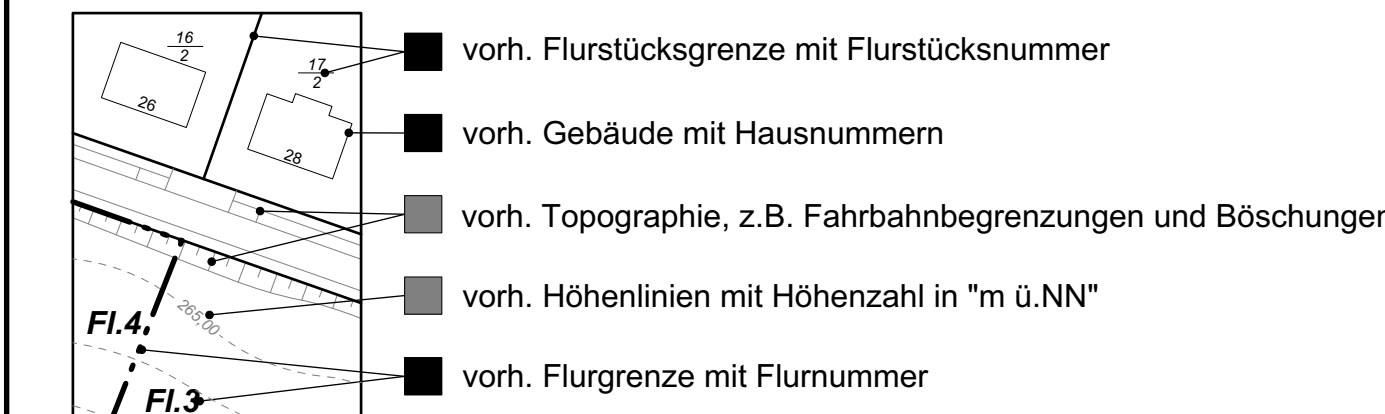 16
2
17
2
26
28
265,00
Fl.4
Fl.3
vorh. Flurstücksgrenze mit Flurstücksnummer
vorh. Gebäude mit Hausnummern
vorh. Topographie, z.B. Fahrbahnbegrenzungen und Böschungen
vorh. Höhenlinien mit Höhenzahl in "m ü.NN"
vorh. Flurgrenze mit Flurnummer